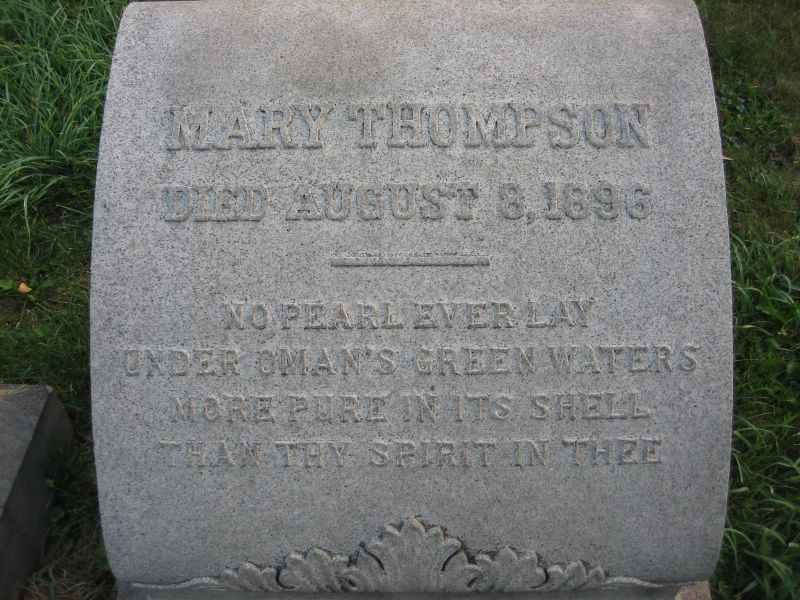 MARY THOMPSON
DIED AUGUST 8, 1896
NO PEARL EVER LAY
UNDER OMAN'S GREEN WATERS
MORE PURE IN ITS SHELL
THAN THY SPIRIT IN THEE